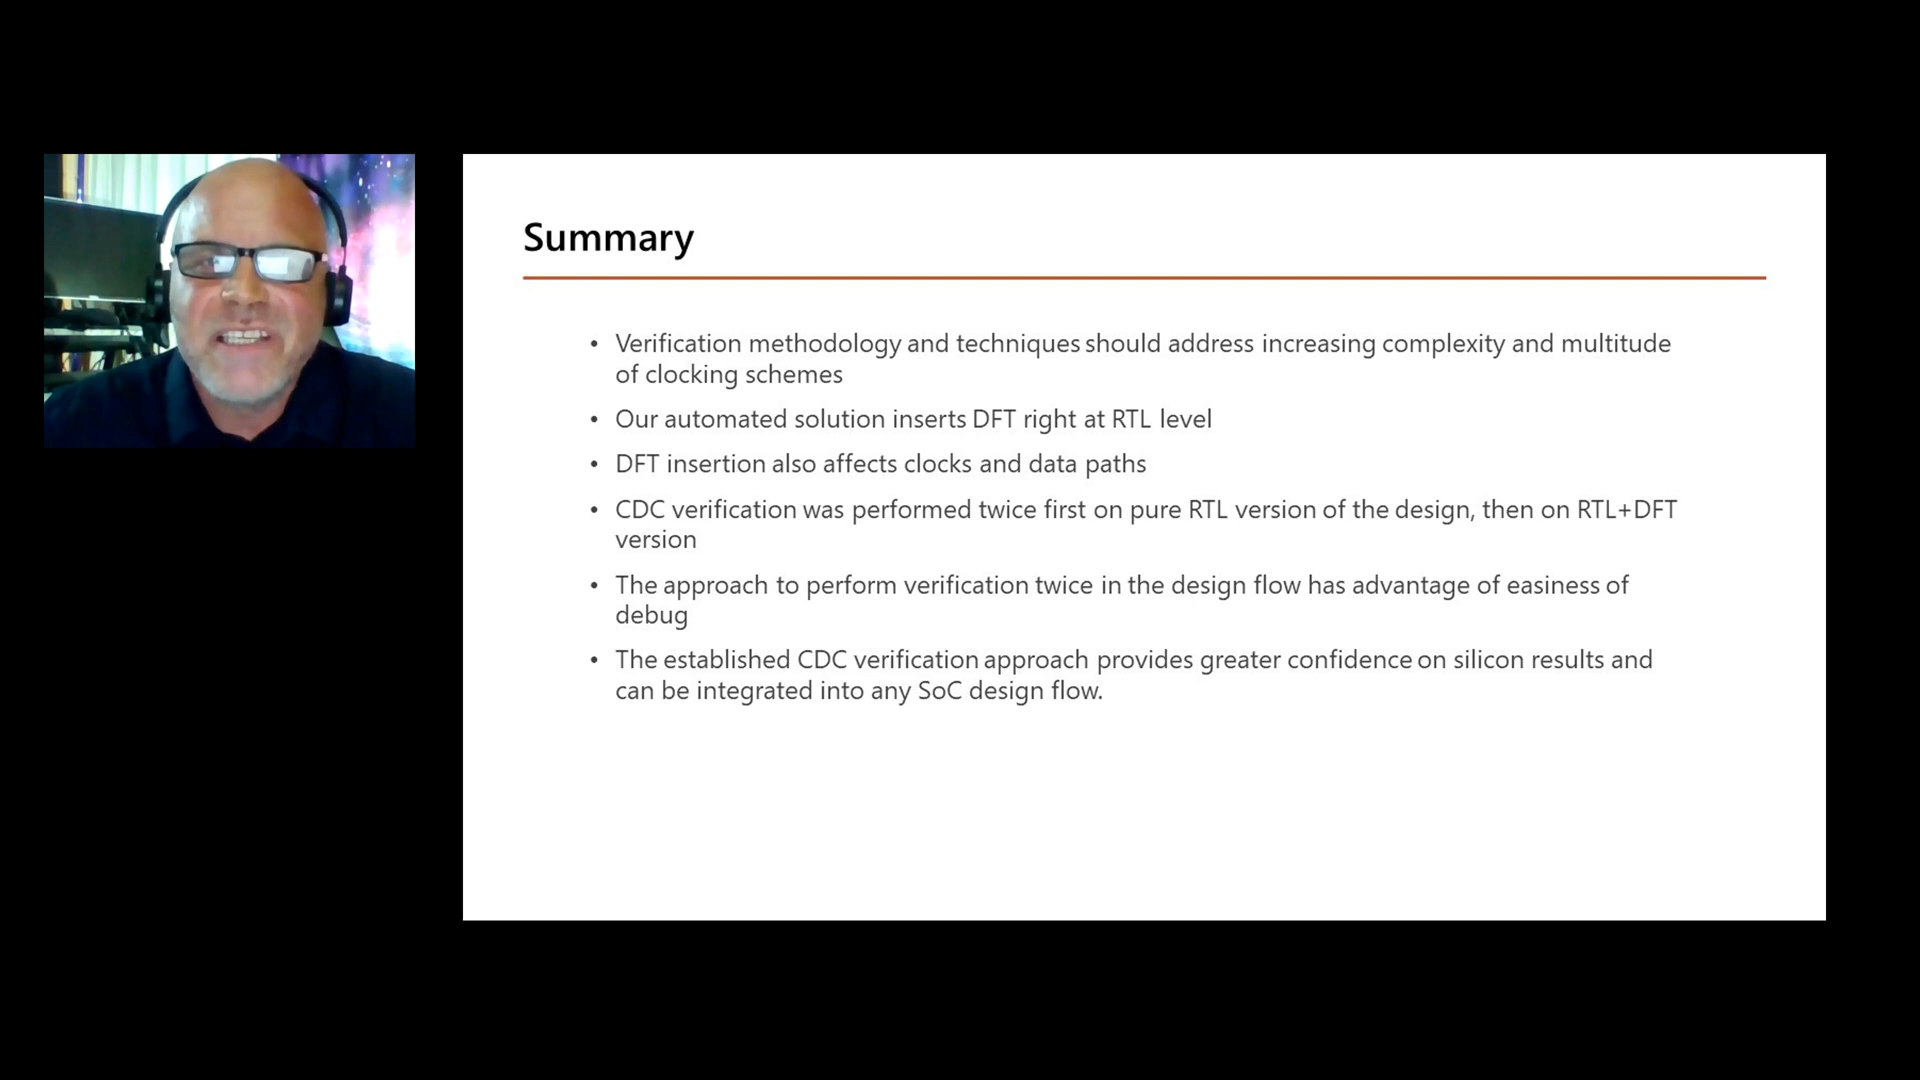 Summary
• Verification methodology and techniques should address increasing complexity and multitude
of clocking schemes
• Our automated solution inserts DFT right at RTL level
• DFT insertion also affects clocks and data paths
• CDC verification was performed twice first on pure RTL version of the design, then on RTL+DFT
version
• The approach to perform verification twice in the design flow has advantage of easiness of
debug
• The established CDC verification approach provides greater confidence on silicon results and
can be integrated into any SoC design flow.